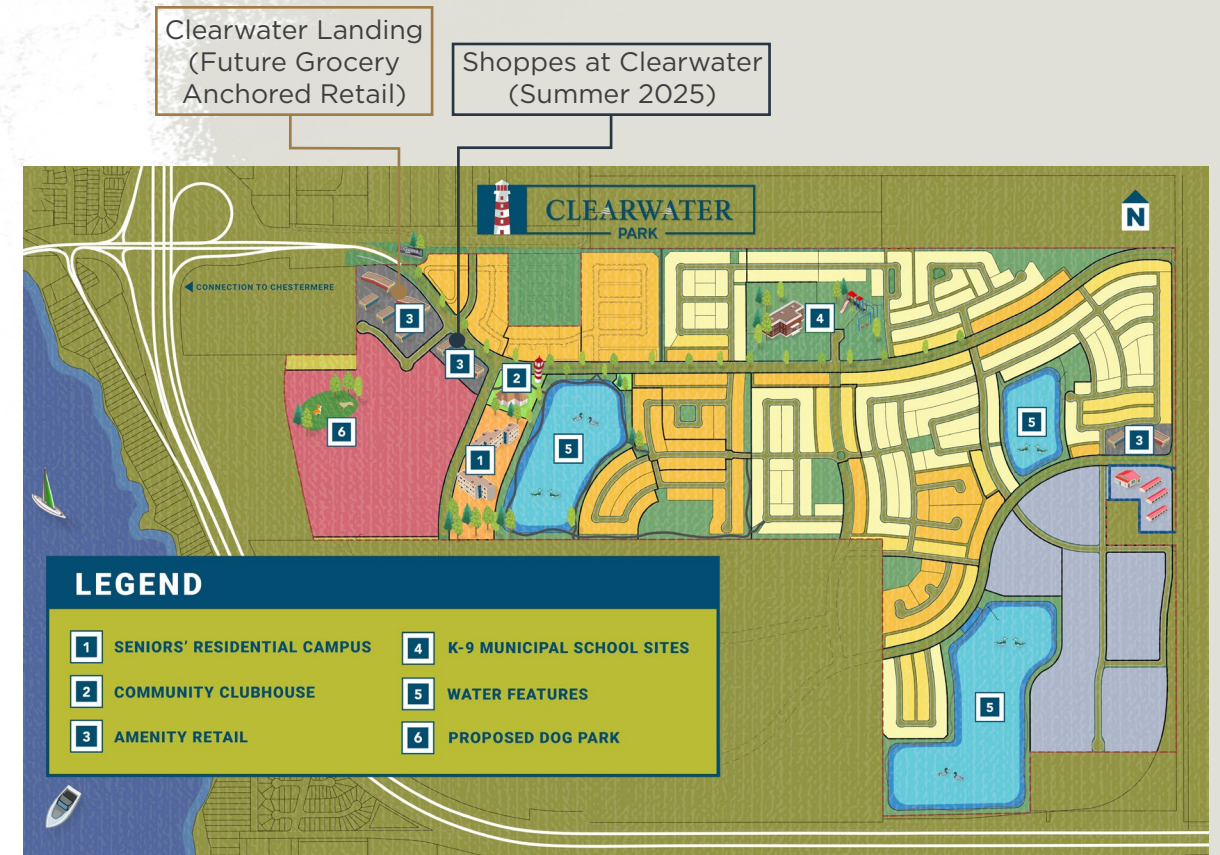 Clearwater Landing
(Future Grocery
Anchored Retail)
Shoppes at Clearwater
(Summer 2025)
CLEARWATER
PARK
N
CONNECTION TO CHESTERMERE
3
4
3
2
6
1
5
5
3
5
LEGEND
1 SENIORS' RESIDENTIAL CAMPUS
2 COMMUNITY CLUBHOUSE
3 AMENITY RETAIL
4 K-9 MUNICIPAL SCHOOL SITES
5 WATER FEATURES
6 PROPOSED DOG PARK